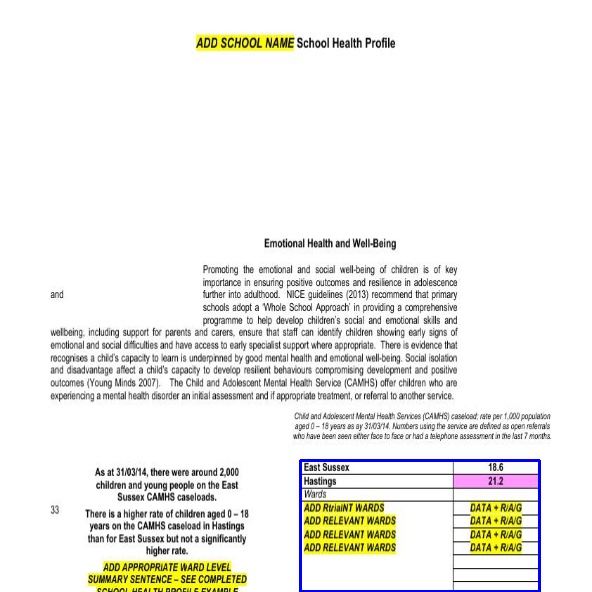 ADD SCHOOL NAME School Health Profile
Emotional Health and Well-Being
Promoting the emotional and social well-being of children is of key
importance in ensuring positive outcomes and resilience in adolescence
and further into adulthood. NICE guidelines (2013) recommend that primary
schools adopt a 'Whole School Approach' in providing a comprehensive
programme to help develop children's social and emotional skills and
wellbeing, including support for parents and carers, ensure that staff can identify children showing early signs of
emotional and social difficulties and have access to early specialist support where appropriate. There is evidence that
recognises a child's capacity to learn is underpinned by good mental health and emotional well-being. Social isolation
and disadvantage affect a child's capacity to develop resilient behaviours compromising development and positive
outcomes (Young Minds 2007). The Child and Adolescent Mental Health Service (CAMHS) offer children who are
experiencing a mental health disorder an initial assessment and if appropriate treatment, or referral to another service.
Child and Adolescent Mental Health Services (CAMHS) caseload; rate per 1,000 population
aged 0 – 18 years as ay 31/03/14. Numbers using the service are defined as open referrals
who have been seen either face to face or had a telephone assessment in the last 7 months.
As at 31/03/14, there were around 2,000
children and young people on the East
Sussex CAMHS caseloads.
33
There is a higher rate of children aged 0 – 18
years on the CAMHS caseload in Hastings
than for East Sussex but not a significantly
higher rate.
ADD APPROPRIATE WARD LEVEL
SUMMARY SENTENCE – SEE COMPLETED
SCHOOL HEALTH PROFILE EXAMPLE
East Sussex 18.6
Hastings 21.2
Wards
ADD RtriaINT WARDS DATA + R/A/G
ADD RELEVANT WARDS DATA + R/A/G
ADD RELEVANT WARDS DATA + R/A/G
ADD RELEVANT WARDS DATA + R/A/G